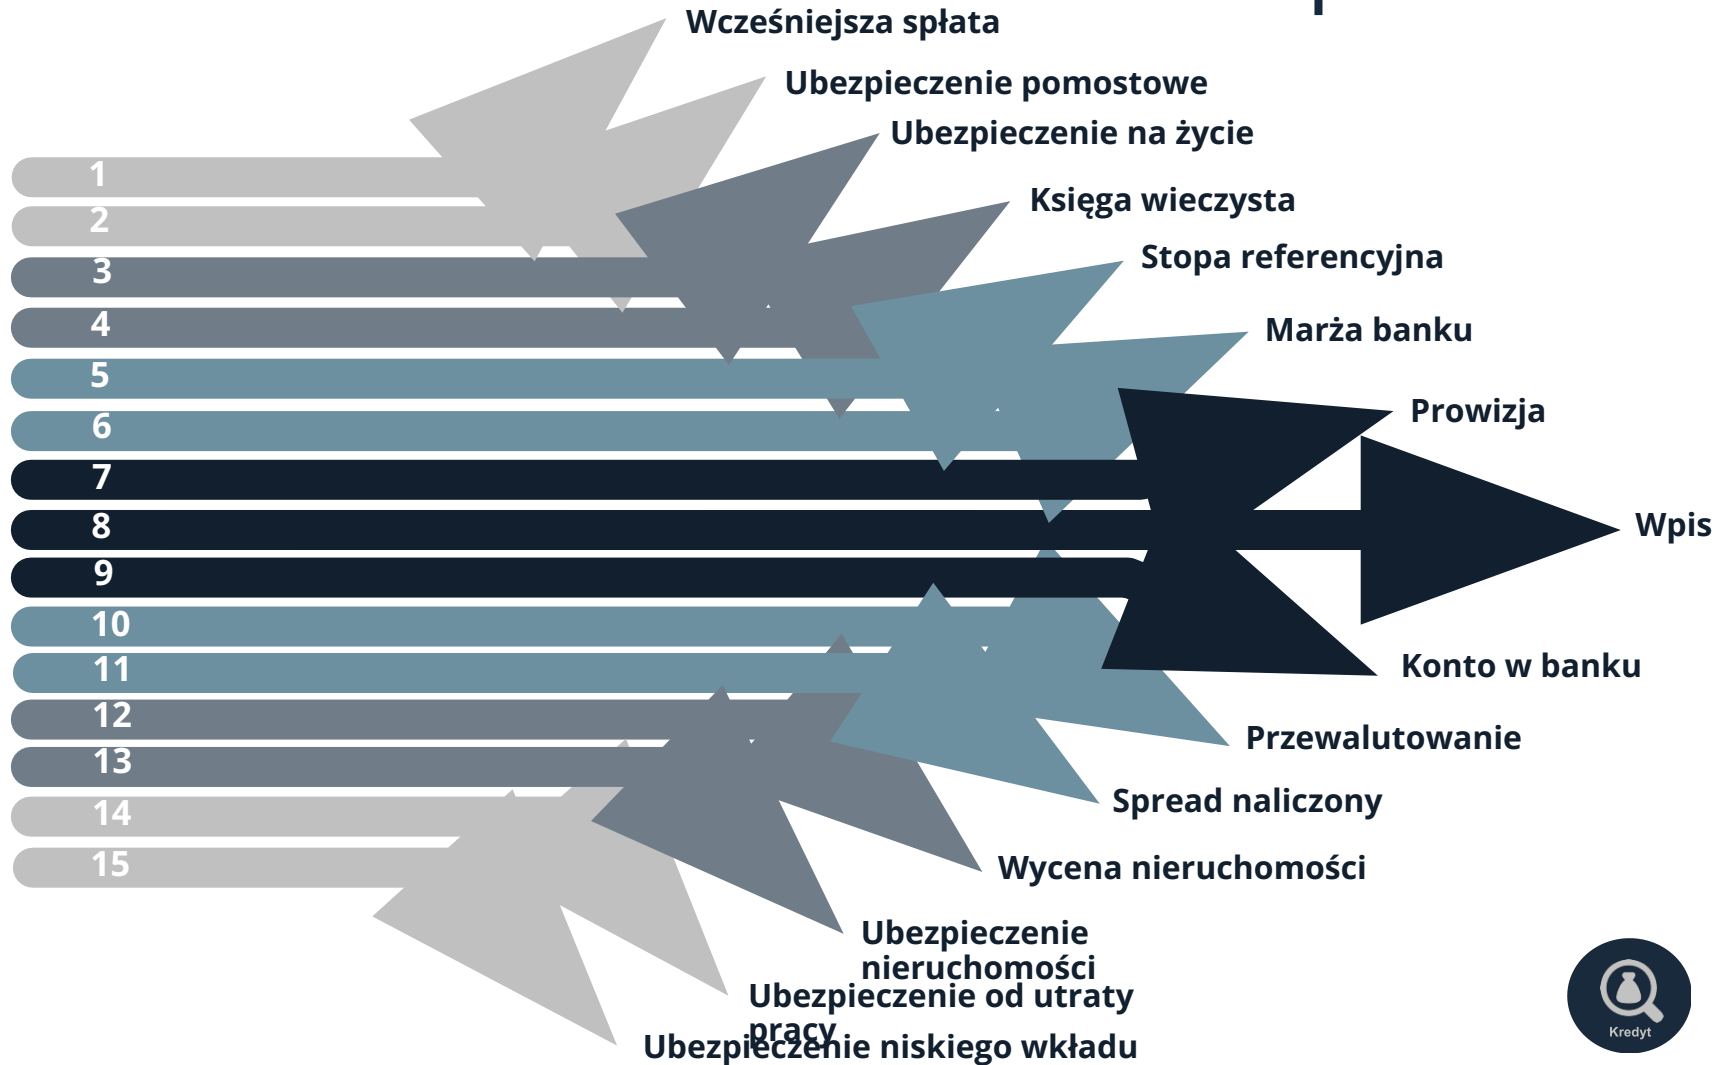 Wcześniejsza spłata
Ubezpieczenie pomostowe
Ubezpieczenie na życie
1
Księga wieczysta
2
Stopa referencyjna
3
4
Marża banku
5
Prowizja
6
7
8
Wpis
9
10
Konto w banku
11
12
Przewalutowanie
13
Spread naliczony
14
15
Wycena nieruchomości
Ubezpieczenie
nieruchomości
Ubezpieczenie od utraty
pracy
Ubezpieczenie niskiego wkładu
Kredyt